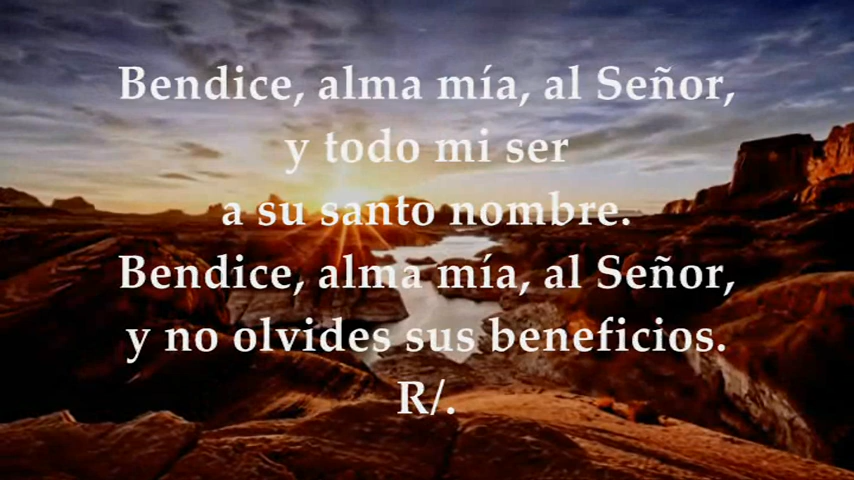 Bendice, alma mía, al Señor,
y todo mi ser
a su santo nombre.
Bendice, alma mía, al Señor,
y no olvides sus beneficios.
R/.